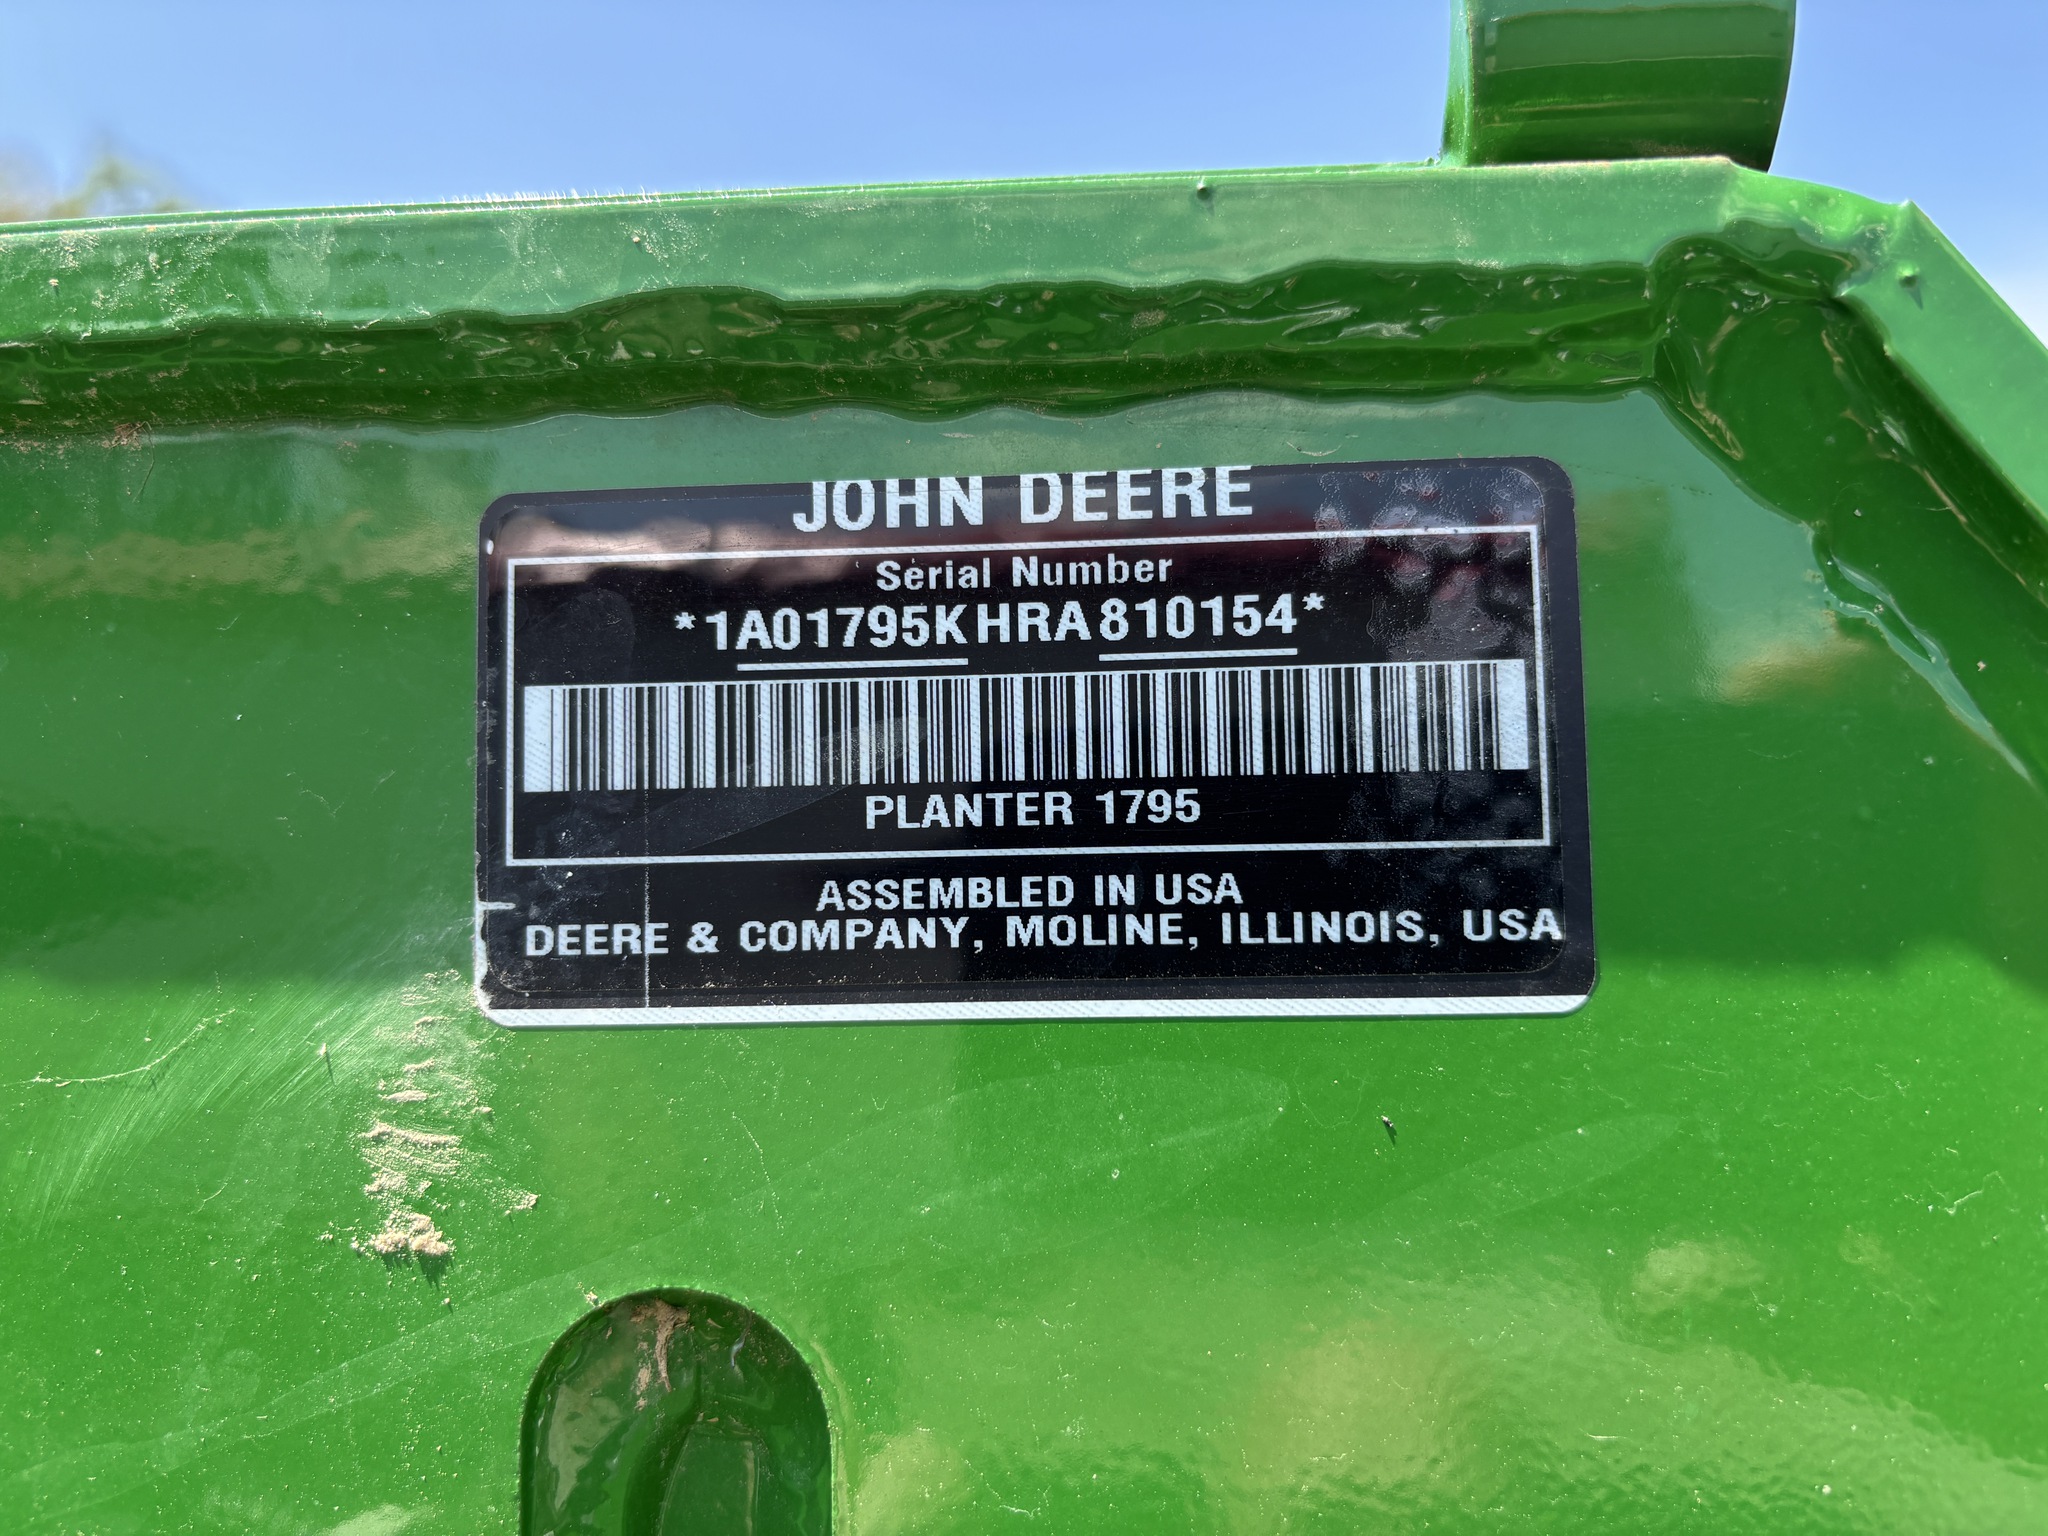 JOHN DEERE
Serial Number
*1A01795KHRA810154*
PLANTER 1795
ASSEMBLED IN USA
DEERE & COMPANY, MOLINE, ILLINOIS, USA